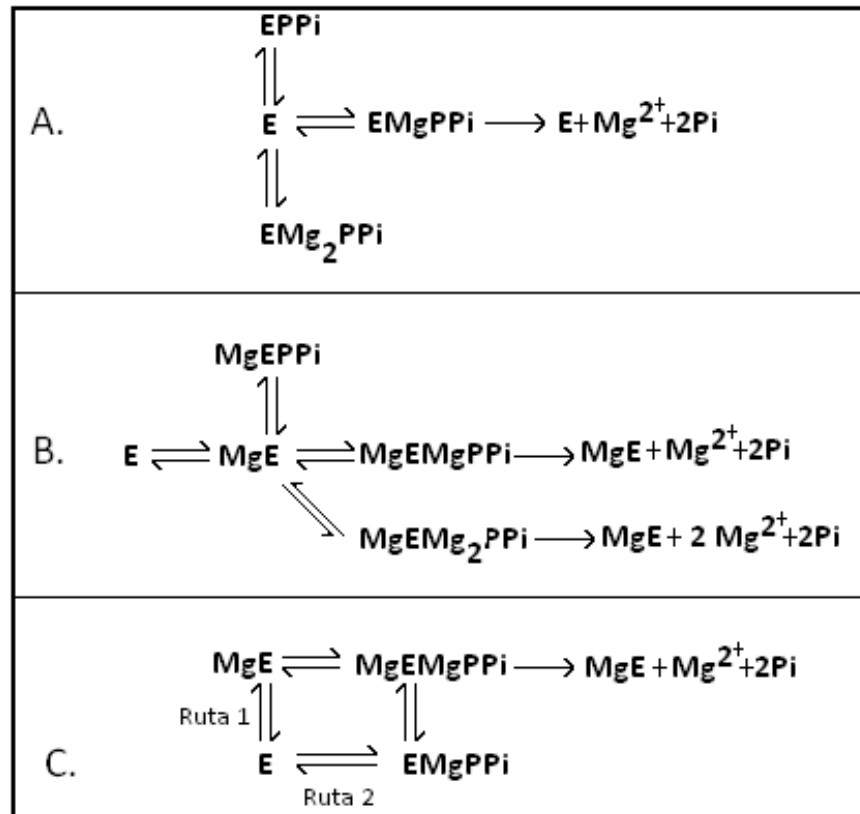 EPPi
A. E ⇌ EMgPPi ⟶ E+Mg²⁺+2Pi
EMg₂PPi
MgEPPi
B. E ⇌ MgE ⇌ MgEMgPPi ⟶ MgE+Mg²⁺+2Pi
MgEMg₂PPi ⟶ MgE+ 2 Mg²⁺+2Pi
MgE ⇌ MgEMgPPi ⟶ MgE+Mg²⁺+2Pi
Ruta 1
C. E ⇌ EMgPPi
Ruta 2